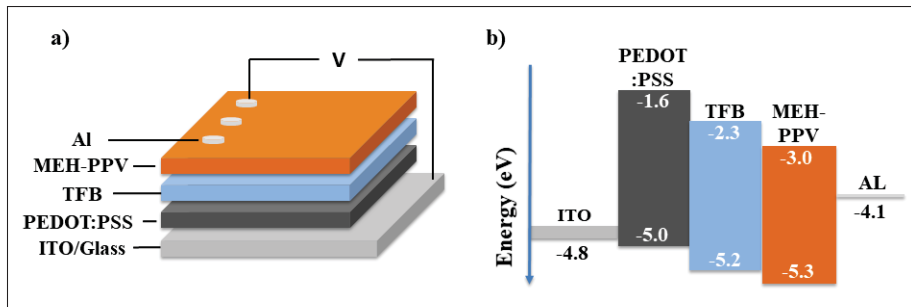 a)
V
Al
MEH-PPV
TFB
PEDOT:PSS
ITO/Glass
b)
Energy (eV)
PEDOT
:PSS
-1.6
-5.0
TFB
-2.3
-5.2
MEH-
PPV
-3.0
-5.3
ITO
-4.8
AL
-4.1